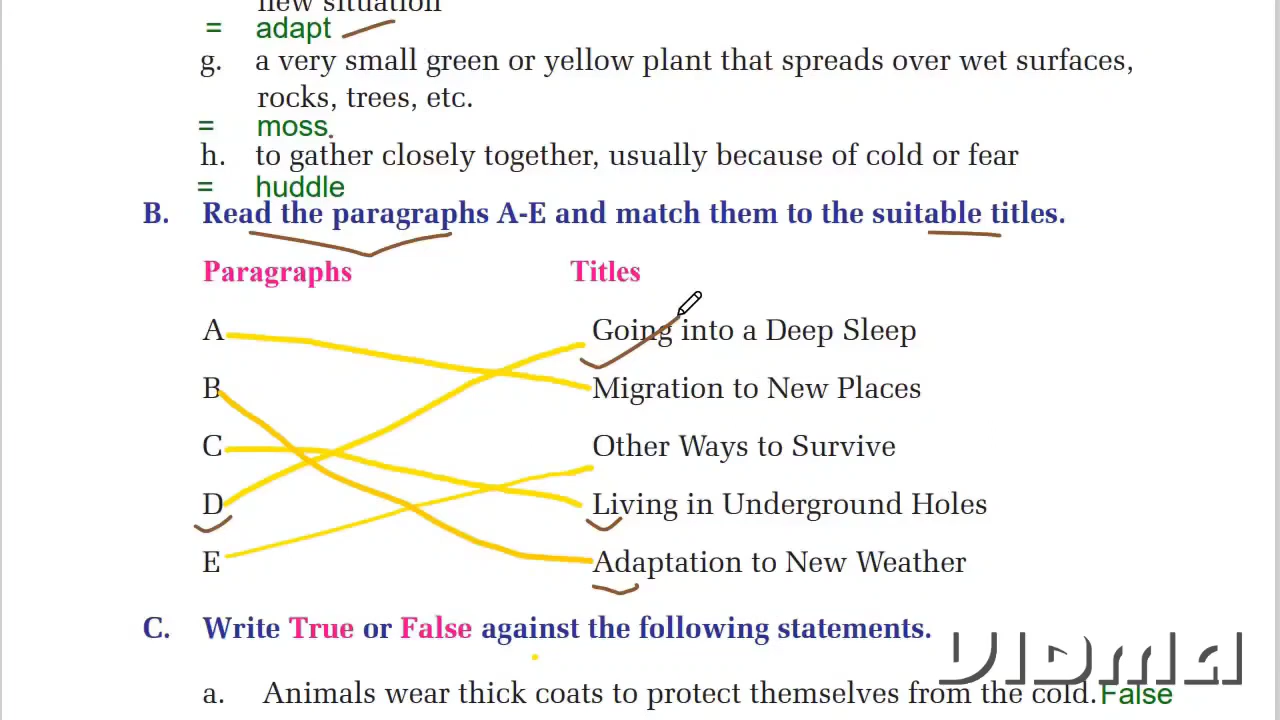 new situation
= adapt
g. a very small green or yellow plant that spreads over wet surfaces,
rocks, trees, etc.
= moss
h. to gather closely together, usually because of cold or fear
= huddle
B. Read the paragraphs A-E and match them to the suitable titles.
Paragraphs Titles
A Going into a Deep Sleep
B Migration to New Places
C Other Ways to Survive
D Living in Underground Holes
E Adaptation to New Weather
C. Write True or False against the following statements.
a. Animals wear thick coats to protect themselves from the cold. False